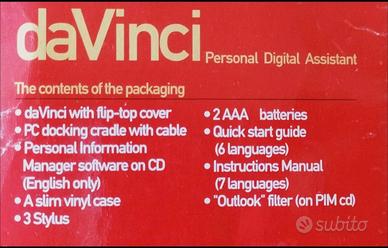 daVinci Personal Digital Assistant
The contents of the packaging
• daVinci with flip-top cover
• PC docking cradle with cable
• Personal Information
Manager software on CD
(English only)
• A slim vinyl case
• 3 Stylus
• 2 AAA batteries
• Quick start guide
(6 languages)
• Instructions Manual
(7 languages)
• "Outlook" filter (on PIM cd)
subito